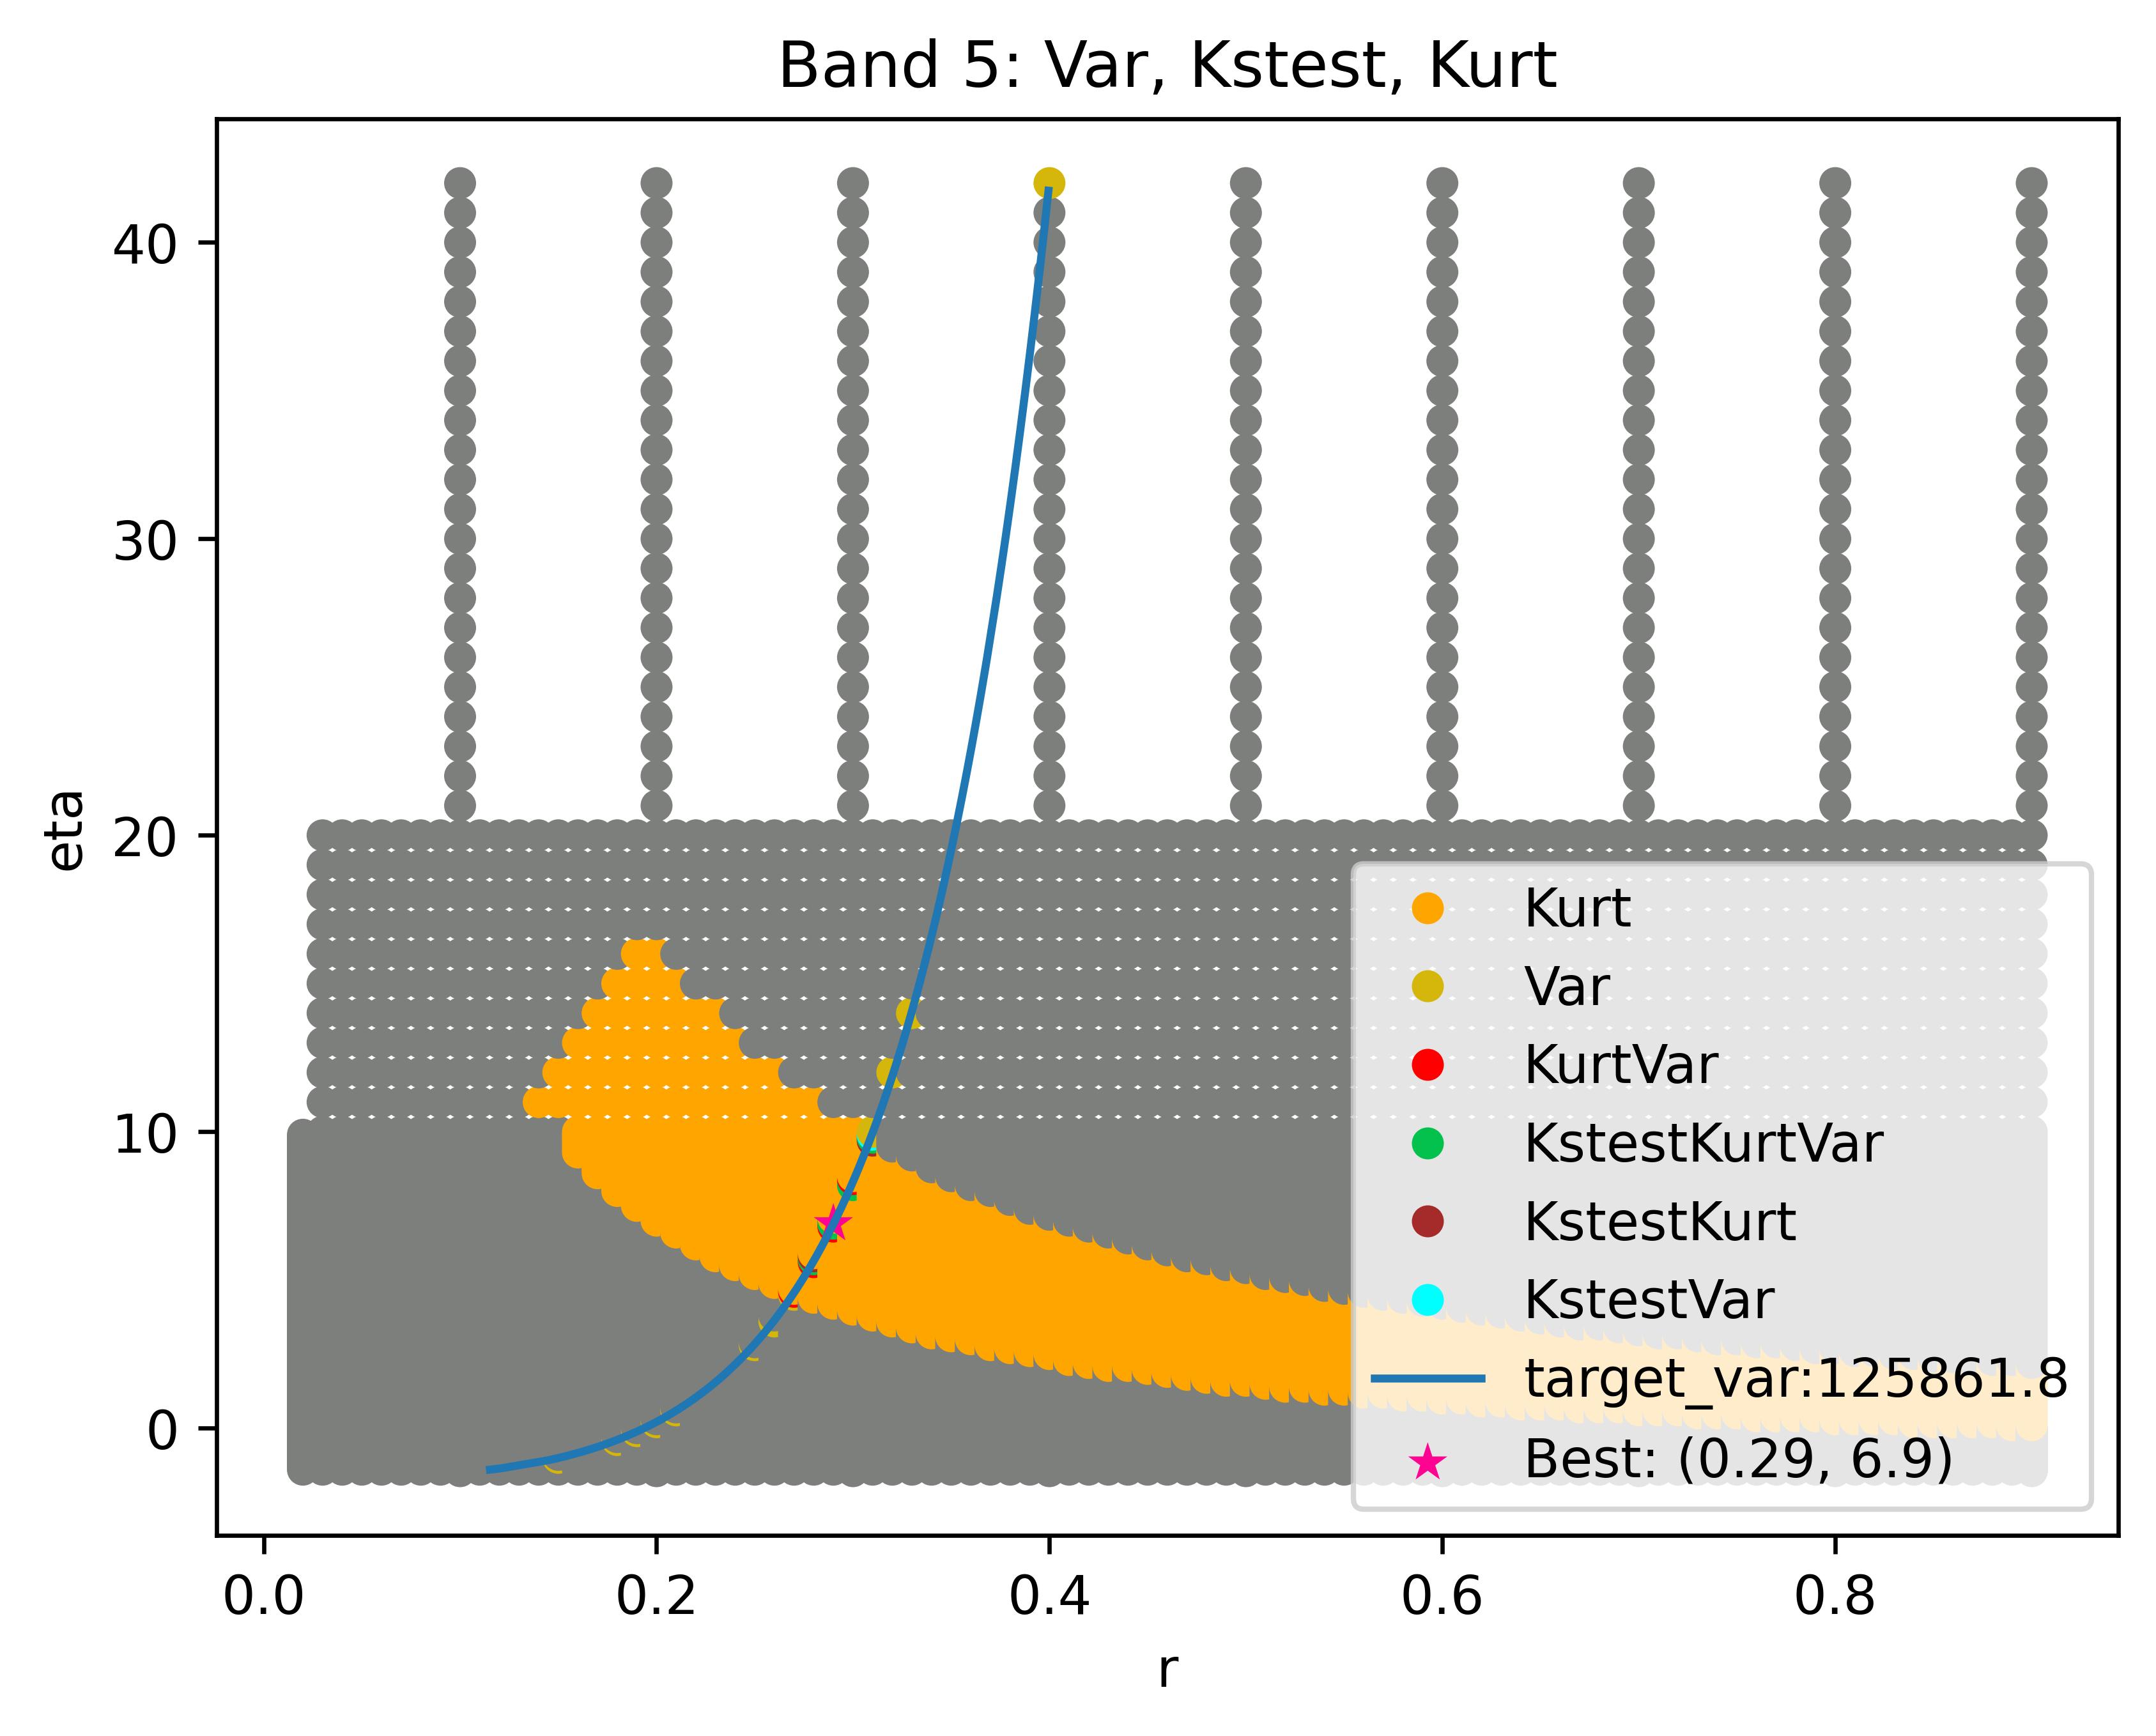 Band 5: Var, Kstest, Kurt
eta
40
30
20
10
0
Kurt
Var
KurtVar
KstestKurtVar
KstestKurt
KstestVar
target_var:125861.8
Best: (0.29, 6.9)
0.0 0.2 0.4 0.6 0.8
r